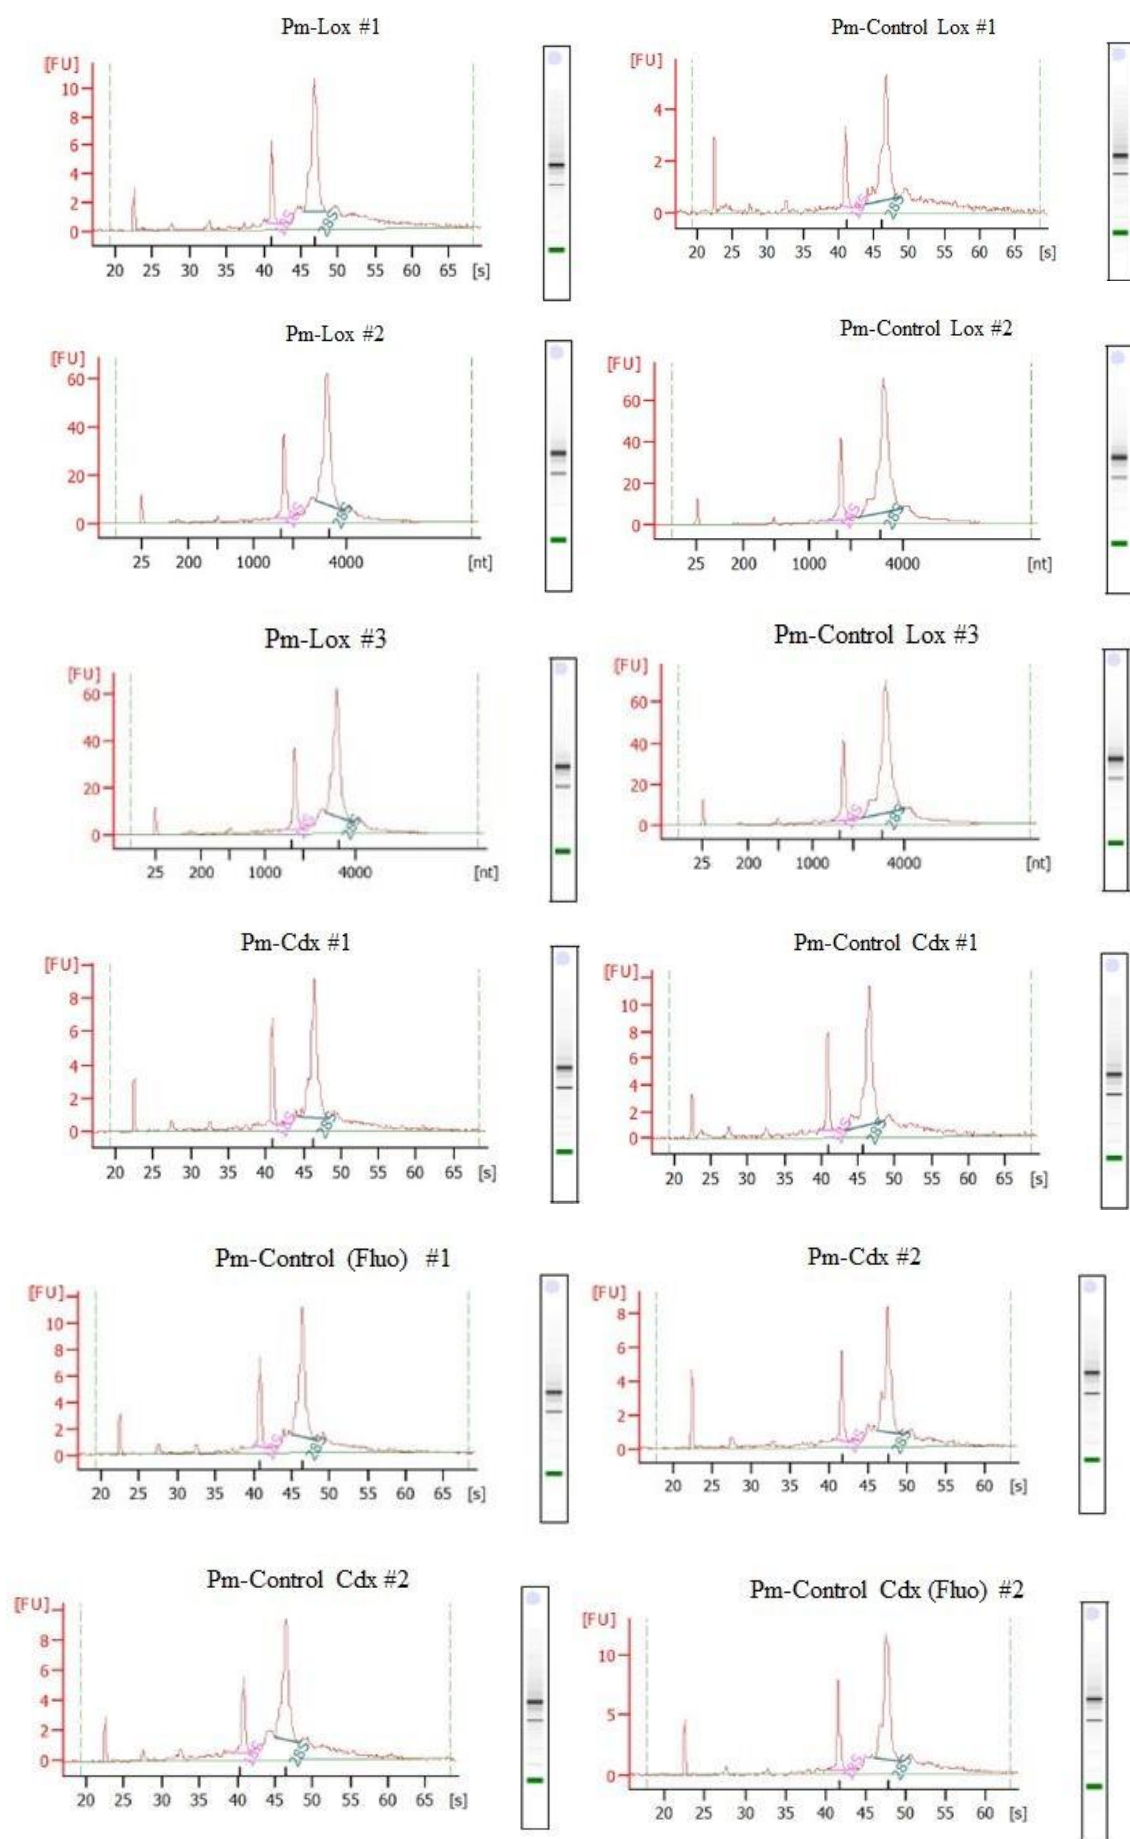 Pm-Lox #1
[FU]
10
8
6
4
2
0
18S
28S
20 25 30 35 40 45 50 55 60 65 [s]
Pm-Control Lox #1
[FU]
4
2
0
18S
28S
20 25 30 35 40 45 50 55 60 65 [s]
Pm-Lox #2
[FU]
60
40
20
0
18S
28S
25 200 1000 4000 [nt]
Pm-Control Lox #2
[FU]
60
40
20
0
18S
28S
25 200 1000 4000 [nt]
Pm-Lox #3
[FU]
60
40
20
0
18S
28S
25 200 1000 4000 [nt]
Pm-Control Lox #3
[FU]
60
40
20
0
18S
28S
25 200 1000 4000 [nt]
Pm-Cdx #1
[FU]
8
6
4
2
0
18S
28S
20 25 30 35 40 45 50 55 60 65 [s]
Pm-Control Cdx #1
[FU]
10
8
6
4
2
0
18S
28S
20 25 30 35 40 45 50 55 60 65 [s]
Pm-Control (Fluo) #1
[FU]
10
8
6
4
2
0
18S
28S
20 25 30 35 40 45 50 55 60 65 [s]
Pm-Cdx #2
[FU]
8
6
4
2
0
18S
28S
20 25 30 35 40 45 50 55 60 [s]
Pm-Control Cdx #2
[FU]
8
6
4
2
0
18S
28S
20 25 30 35 40 45 50 55 60 65 [s]
Pm-Control Cdx (Fluo) #2
[FU]
10
5
0
18S
28S
20 25 30 35 40 45 50 55 60 [s]